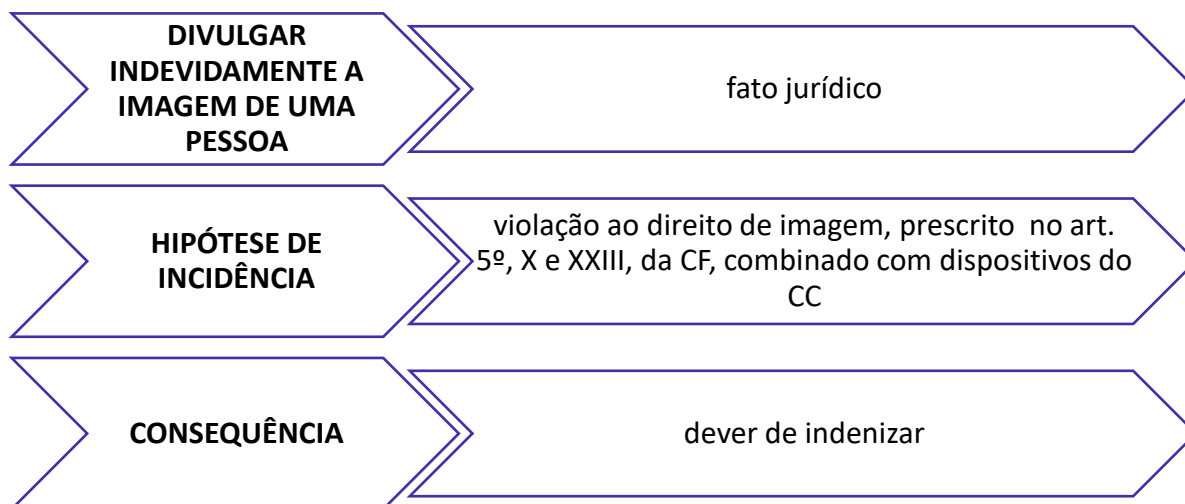 DIVULGAR
INDEVIDAMENTE A
IMAGEM DE UMA
PESSOA
fato jurídico
HIPÓTESE DE
INCIDÊNCIA
violação ao direito de imagem, prescrito no art.
5º, X e XXIII, da CF, combinado com dispositivos do
CC
CONSEQUÊNCIA
dever de indenizar